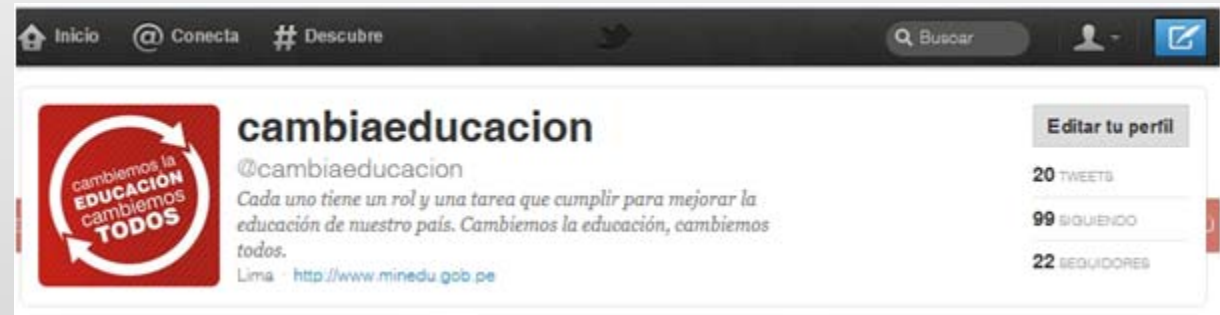 Inicio @ Conecta # Descubre Buscar
cambiemos la
EDUCACIÓN
cambiemos
TODOS
cambiaeducacion
@cambiaeducacion
Cada uno tiene un rol y una tarea que cumplir para mejorar la
educación de nuestro país. Cambiemos la educación, cambiemos
todos.
Lima · http://www.minedu.gob.pe
Editar tu perfil
20 TWEETS
99 SIGUIENDO
22 SEGUIDORES